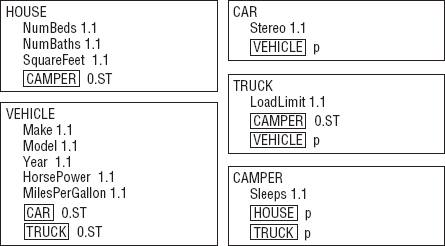 HOUSE
NumBeds 1.1
NumBaths 1.1
SquareFeet 1.1
CAMPER 0.ST
VEHICLE
Make 1.1
Model 1.1
Year 1.1
HorsePower 1.1
MilesPerGallon 1.1
CAR 0.ST
TRUCK 0.ST
CAR
Stereo 1.1
VEHICLE p
TRUCK
LoadLimit 1.1
CAMPER 0.ST
VEHICLE p
CAMPER
Sleeps 1.1
HOUSE p
TRUCK p